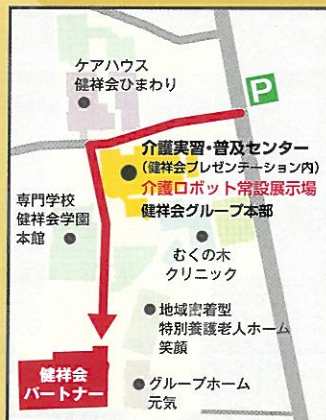 ケアハウス
健祥会ひまわり
P
介護実習・普及センター
(健祥会プレゼンテーション内)
介護ロボット常設展示場
健祥会グループ本部
専門学校
健祥会学園
本館
むくの木
クリニック
地域密着型
特別養護老人ホーム
笑顔
健祥会
パートナー
グループホーム
元気